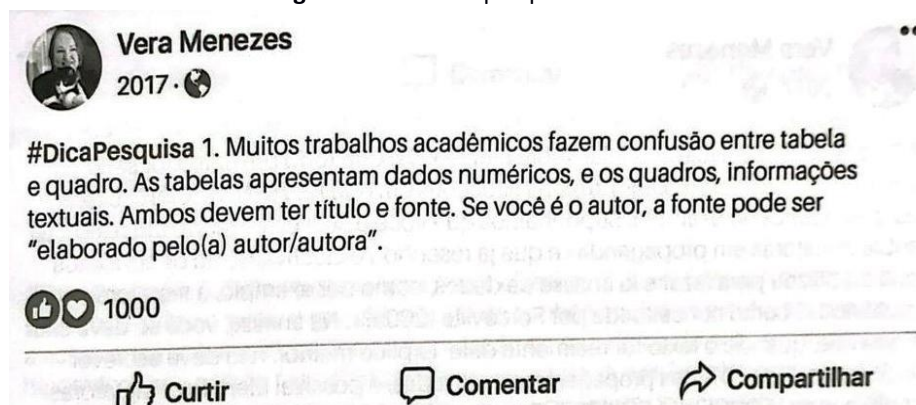 Vera Menezes
2017 ·
#DicaPesquisa 1. Muitos trabalhos acadêmicos fazem confusão entre tabela
e quadro. As tabelas apresentam dados numéricos, e os quadros, informações
textuais. Ambos devem ter título e fonte. Se você é o autor, a fonte pode ser
"elaborado pelo(a) autor/autora".
1000
Curtir Comentar Compartilhar